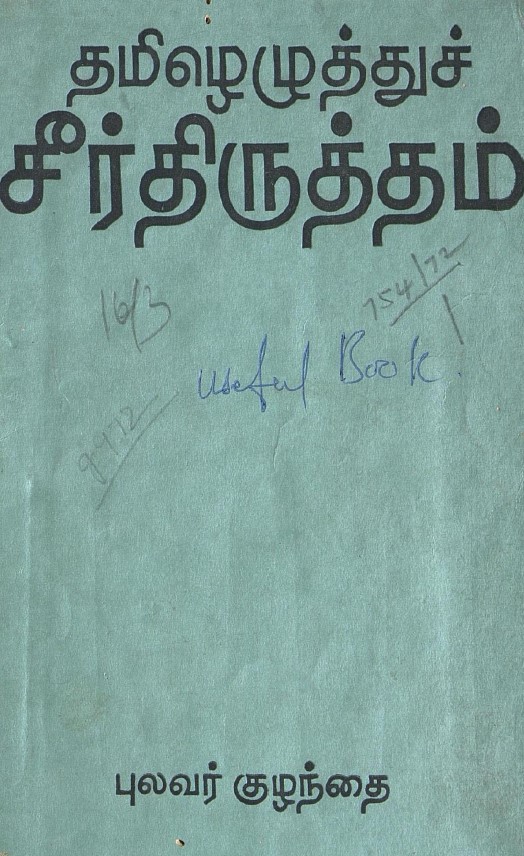 தமிழெழுத்துச்
சீர்திருத்தம்
754/72
16/3
Useful Book
புலவர் குழந்தை